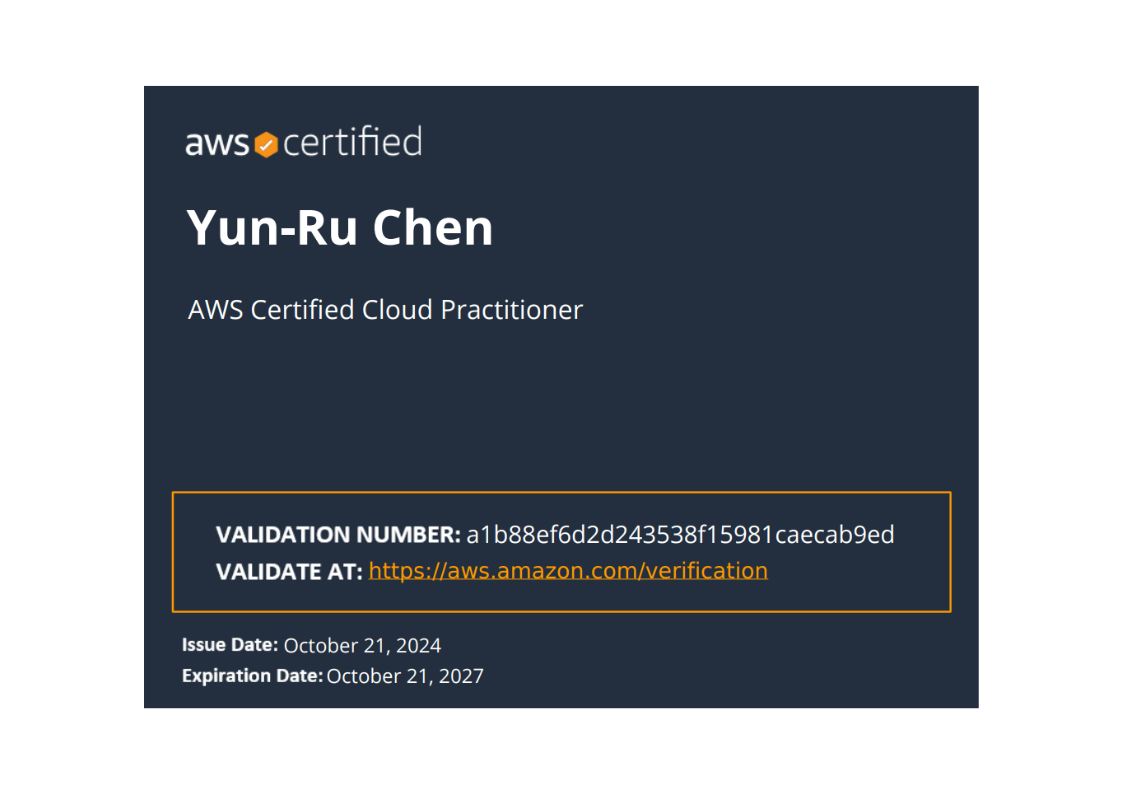 aws certified
Yun-Ru Chen
AWS Certified Cloud Practitioner
VALIDATION NUMBER: a1b88ef6d2d243538f15981caecab9ed
VALIDATE AT: https://aws.amazon.com/verification
Issue Date: October 21, 2024
Expiration Date: October 21, 2027